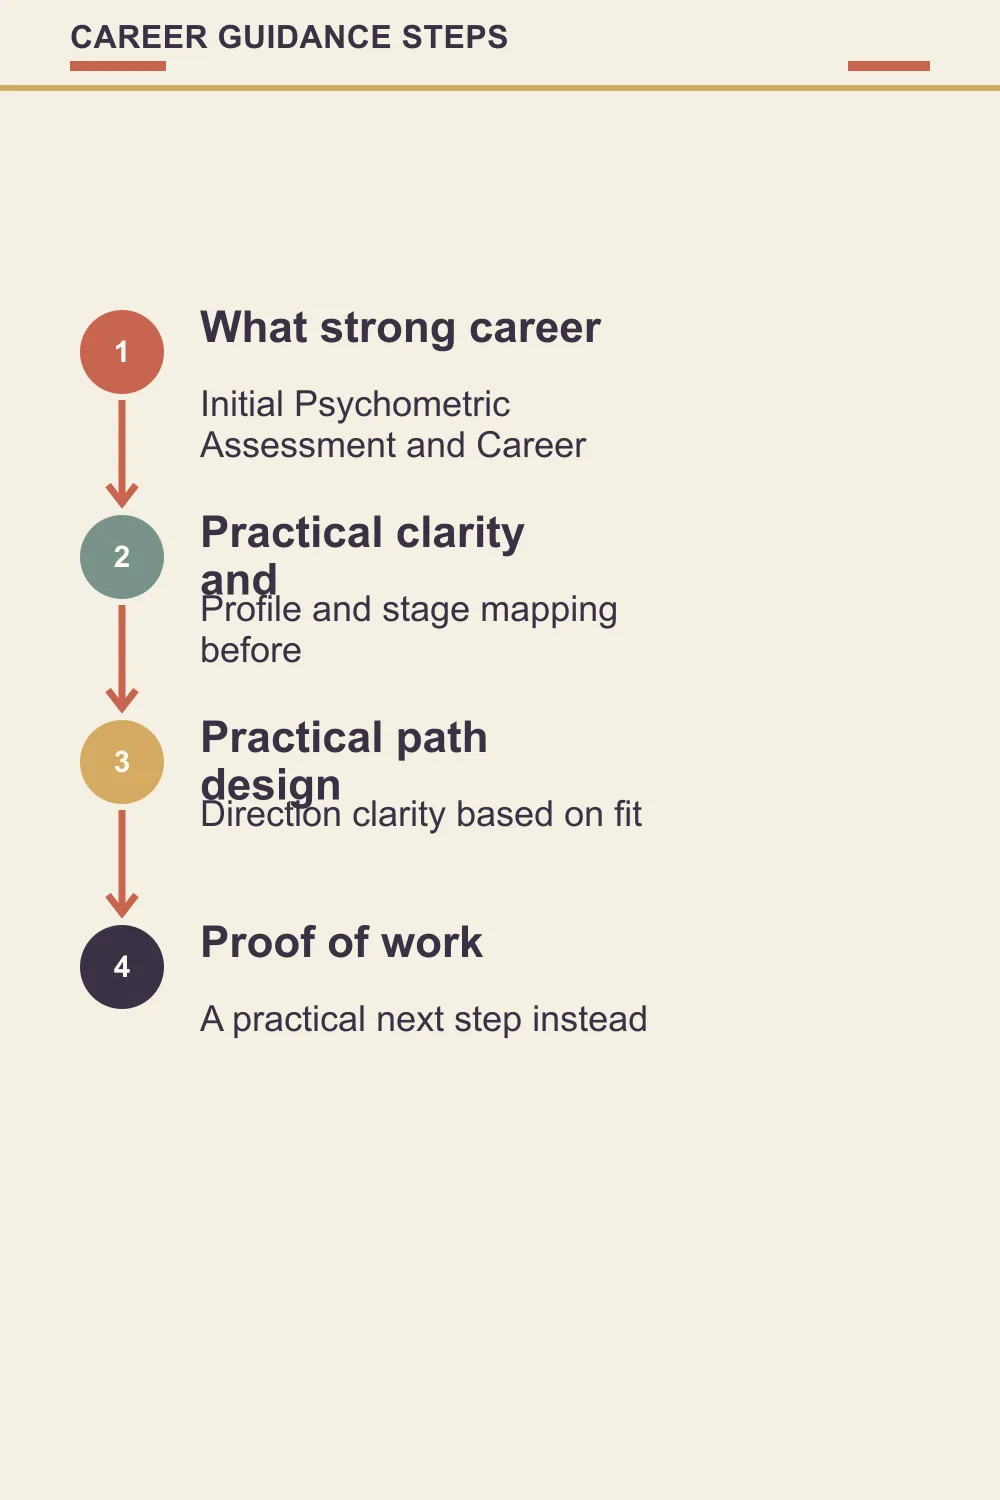 CAREER GUIDANCE STEPS
1
What strong career
Initial Psychometric
Assessment and Career
2
Practical clarity
and
Profile and stage mapping
before
3
Practical path
design
Direction clarity based on fit
4
Proof of work
A practical next step instead